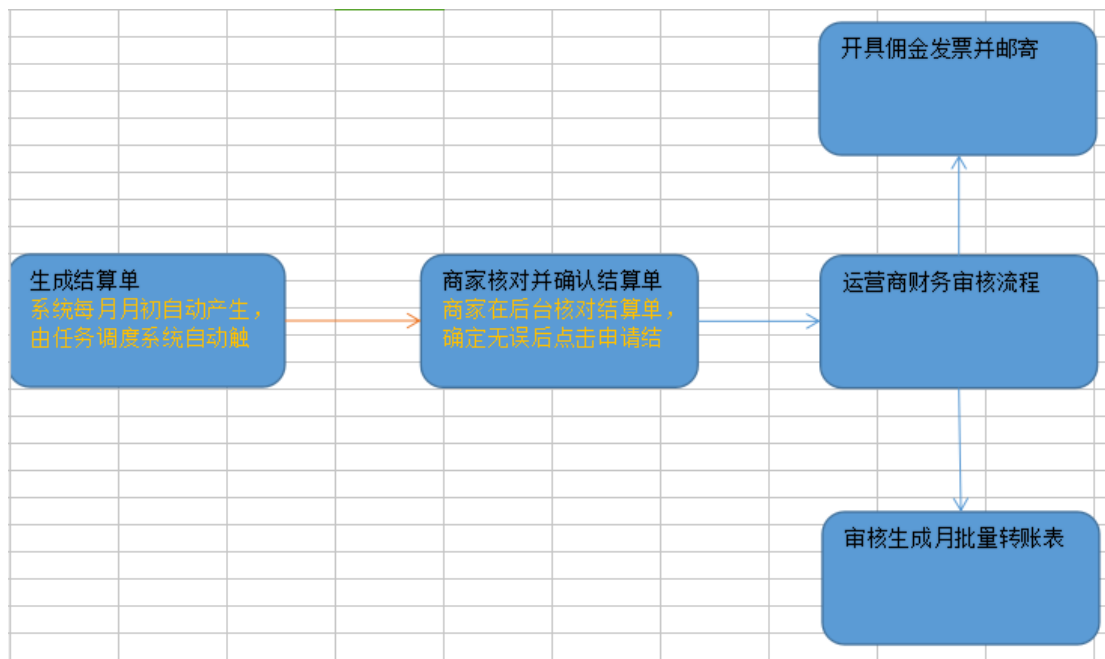 开具佣金发票并邮寄
生成结算单
系统每月月初自动产生，
由任务调度系统自动触
商家核对并确认结算单
商家在后台核对结算单，
确定无误后点击申请结
运营商财务审核流程
审核生成月批量转账表